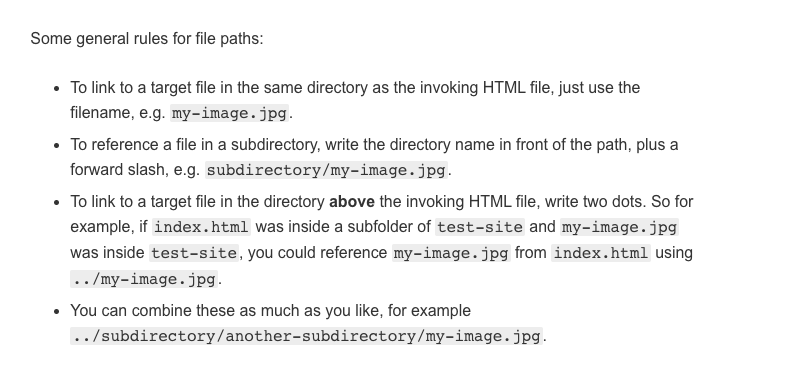 Some general rules for file paths:
• To link to a target file in the same directory as the invoking HTML file, just use the
filename, e.g. my-image.jpg.
• To reference a file in a subdirectory, write the directory name in front of the path, plus a
forward slash, e.g. subdirectory/my-image.jpg.
• To link to a target file in the directory above the invoking HTML file, write two dots. So for
example, if index.html was inside a subfolder of test-site and my-image.jpg
was inside test-site, you could reference my-image.jpg from index.html using
../my-image.jpg.
• You can combine these as much as you like, for example
../subdirectory/another-subdirectory/my-image.jpg.